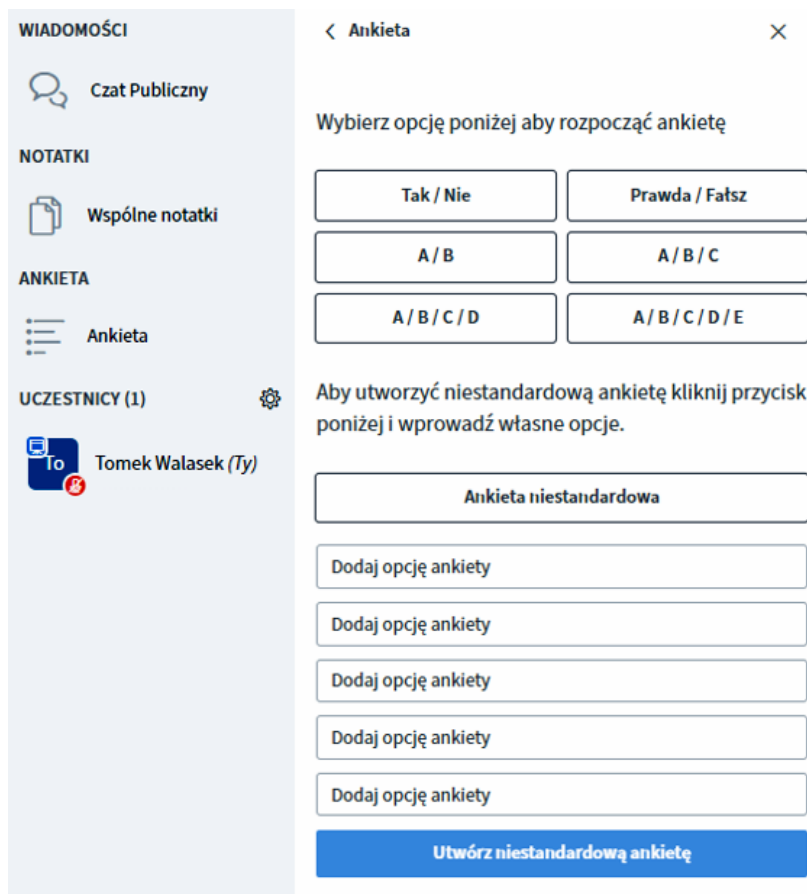 WIADOMOŚCI
Czat Publiczny
NOTATKI
Wspólne notatki
ANKIETA
Ankieta
UCZESTNICY (1)
To
Tomek Walasek (Ty)
Ankieta
Wybierz opcję poniżej aby rozpocząć ankietę
Tak / Nie
Prawda / Fałsz
A / B
A / B / C
A / B / C / D
A / B / C / D / E
Aby utworzyć niestandardową ankietę kliknij przycisk
poniżej i wprowadź własne opcje.
Ankieta niestandardowa
Dodaj opcję ankiety
Dodaj opcję ankiety
Dodaj opcję ankiety
Dodaj opcję ankiety
Dodaj opcję ankiety
Utwórz niestandardową ankietę